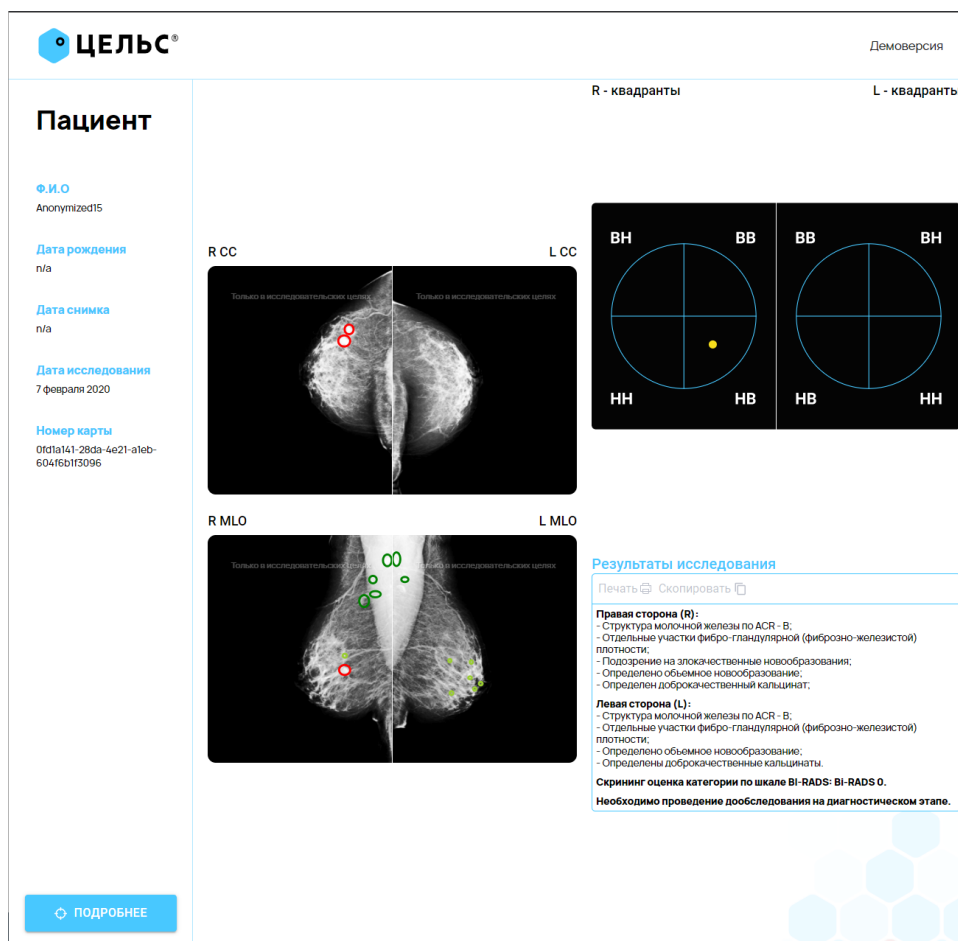 ЦЕЛЬС®
Демоверсия
Пациент
Ф.И.О
Anonymized15
Дата рождения
n/a
Дата снимка
n/a
Дата исследования
7 февраля 2020
Номер карты
0fd1a141-28da-4e21-a1eb-
604f6b1f3096
ПОДРОБНЕЕ
R CC
L CC
Только в исследовательских целях
Только в исследовательских целях
R MLO
L MLO
Только в исследовательских целях
Только в исследовательских целях
R - квадранты
L - квадранты
ВН
ВВ
ВВ
ВН
НН
НВ
НВ
НН
Результаты исследования
Печать Скопировать
Правая сторона (R):
- Структура молочной железы по ACR - B;
- Отдельные участки фибро-гландулярной (фиброзно-железистой)
плотности;
- Подозрение на злокачественные новообразования;
- Определено объемное новообразование;
- Определен доброкачественный кальцинат;
Левая сторона (L):
- Структура молочной железы по ACR - B;
- Отдельные участки фибро-гландулярной (фиброзно-железистой)
плотности;
- Определено объемное новообразование;
- Определены доброкачественные кальцинаты.
Скрининг оценка категории по шкале BI-RADS: Bi-RADS 0.
Необходимо проведение дообследования на диагностическом этапе.